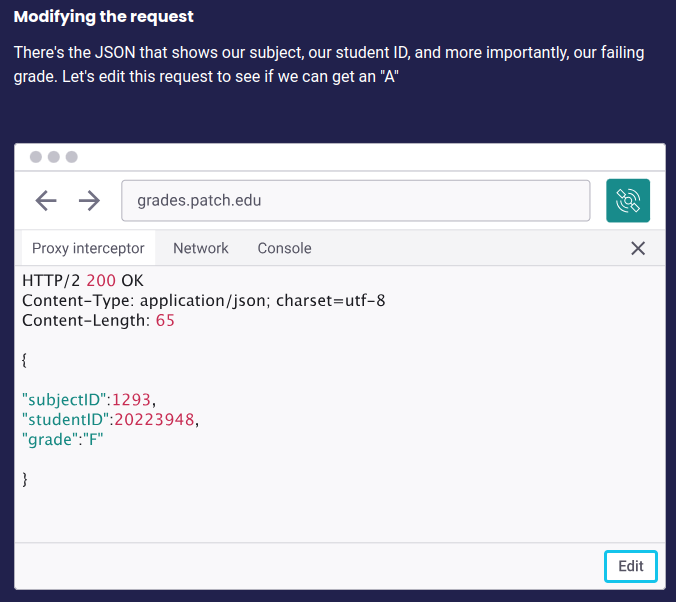 Modifying the request
There's the JSON that shows our subject, our student ID, and more importantly, our failing
grade. Let's edit this request to see if we can get an "A"
grades.patch.edu
Proxy interceptor Network Console
HTTP/2 200 OK
Content-Type: application/json; charset=utf-8
Content-Length: 65
{
"subjectID":1293,
"studentID":20223948,
"grade":"F"
}
Edit